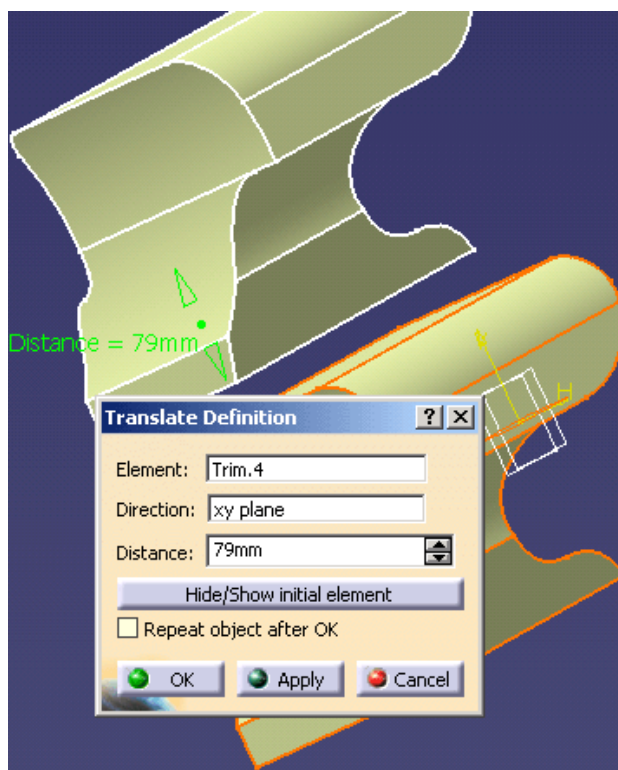 Distance = 79mm
H
Translate Definition
Element: Trim.4
Direction: xy plane
Distance: 79mm
Hide/Show initial element
Repeat object after OK
OK Apply Cancel